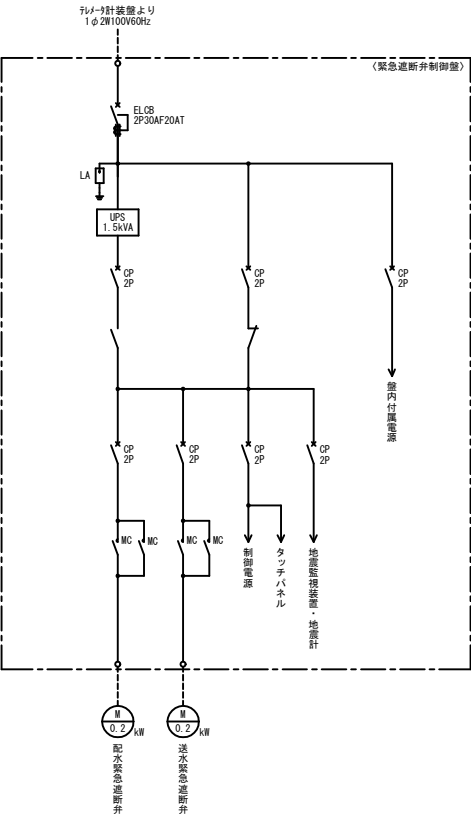 ﾃﾚﾒｰﾀ計装盤より
1φ2W100V60Hz
〈緊急遮断弁制御盤〉
ELCB
2P30AF20AT
LA
UPS
1.5kVA
CP
2P
CP
2P
CP
2P
盤内付属電源
CP
2P
CP
2P
CP
2P
CP
2P
MC
MC
MC
MC
制御電源
タッチパネル
地震監視装置・地震計
M
0.2
kW
M
0.2
kW
配水緊急遮断弁
送水緊急遮断弁